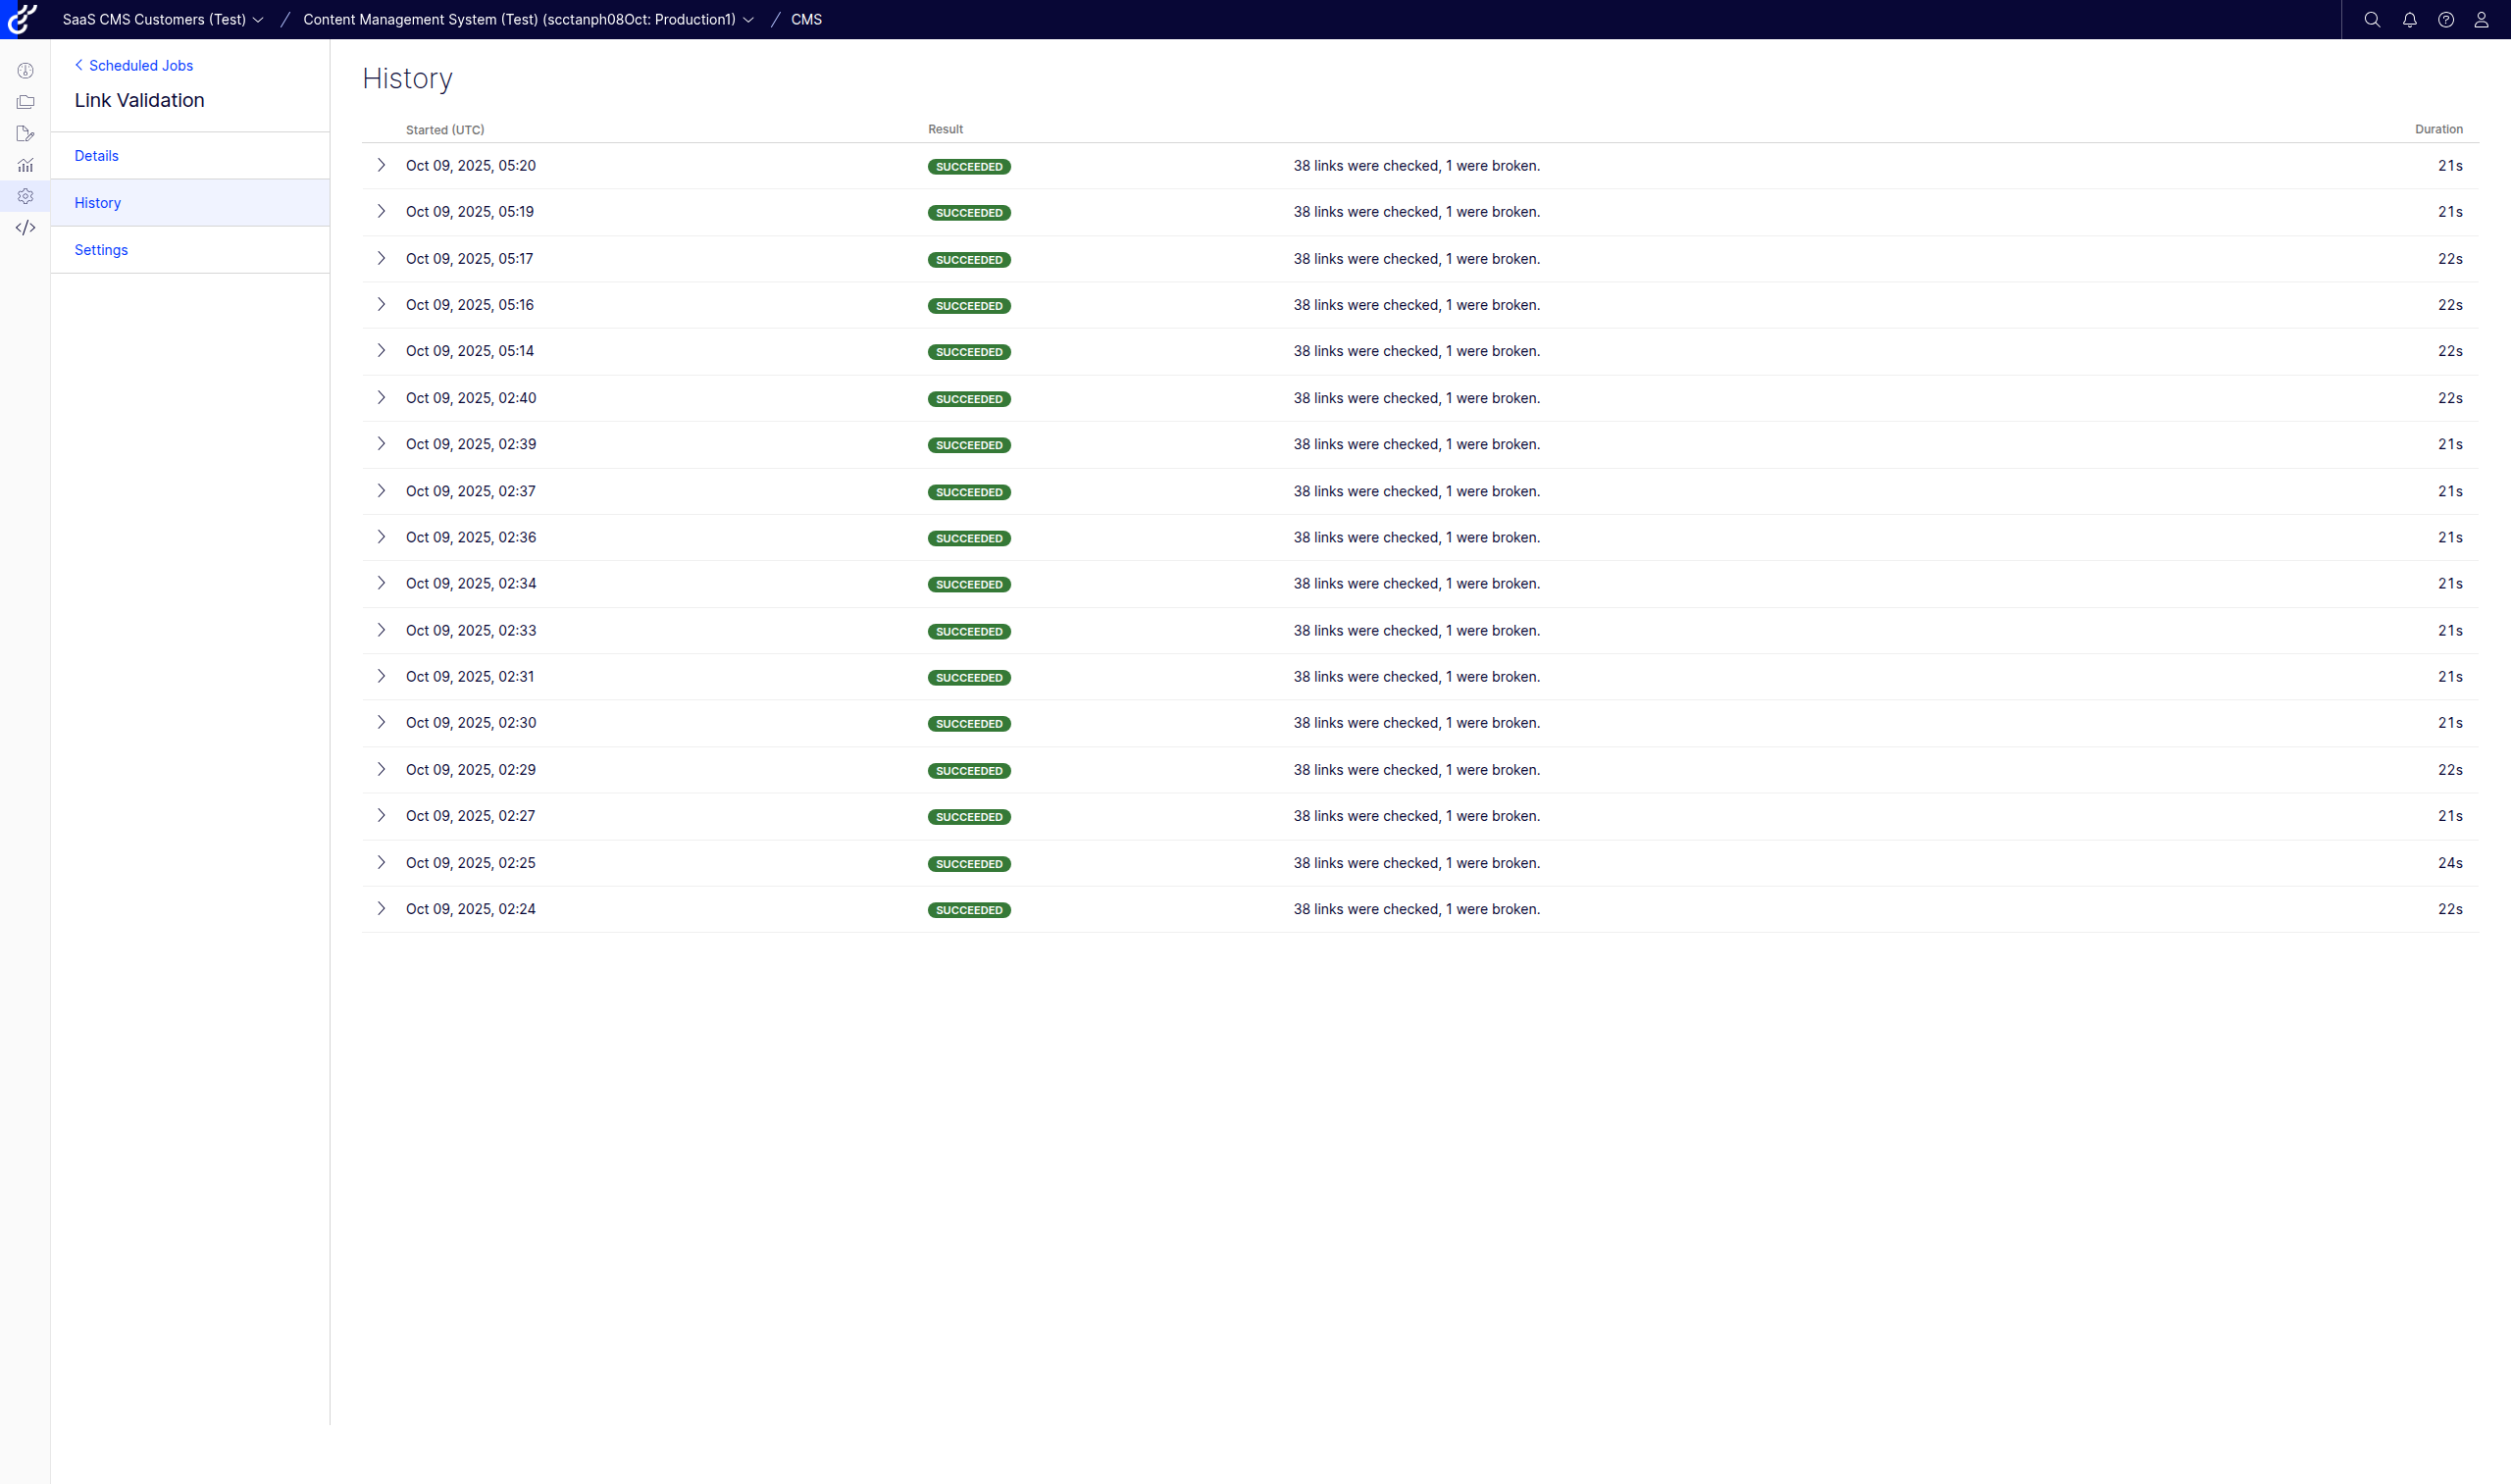 SaaS CMS Customers (Test) / Content Management System (Test) (scctanph08Oct: Production1) / CMS
Scheduled Jobs
Link Validation
Details
History
Settings
History
Started (UTC) Result Duration
Oct 09, 2025, 05:20 SUCCEEDED 38 links were checked, 1 were broken. 21s
Oct 09, 2025, 05:19 SUCCEEDED 38 links were checked, 1 were broken. 21s
Oct 09, 2025, 05:17 SUCCEEDED 38 links were checked, 1 were broken. 22s
Oct 09, 2025, 05:16 SUCCEEDED 38 links were checked, 1 were broken. 22s
Oct 09, 2025, 05:14 SUCCEEDED 38 links were checked, 1 were broken. 22s
Oct 09, 2025, 02:40 SUCCEEDED 38 links were checked, 1 were broken. 22s
Oct 09, 2025, 02:39 SUCCEEDED 38 links were checked, 1 were broken. 21s
Oct 09, 2025, 02:37 SUCCEEDED 38 links were checked, 1 were broken. 21s
Oct 09, 2025, 02:36 SUCCEEDED 38 links were checked, 1 were broken. 21s
Oct 09, 2025, 02:34 SUCCEEDED 38 links were checked, 1 were broken. 21s
Oct 09, 2025, 02:33 SUCCEEDED 38 links were checked, 1 were broken. 21s
Oct 09, 2025, 02:31 SUCCEEDED 38 links were checked, 1 were broken. 21s
Oct 09, 2025, 02:30 SUCCEEDED 38 links were checked, 1 were broken. 21s
Oct 09, 2025, 02:29 SUCCEEDED 38 links were checked, 1 were broken. 22s
Oct 09, 2025, 02:27 SUCCEEDED 38 links were checked, 1 were broken. 21s
Oct 09, 2025, 02:25 SUCCEEDED 38 links were checked, 1 were broken. 24s
Oct 09, 2025, 02:24 SUCCEEDED 38 links were checked, 1 were broken. 22s